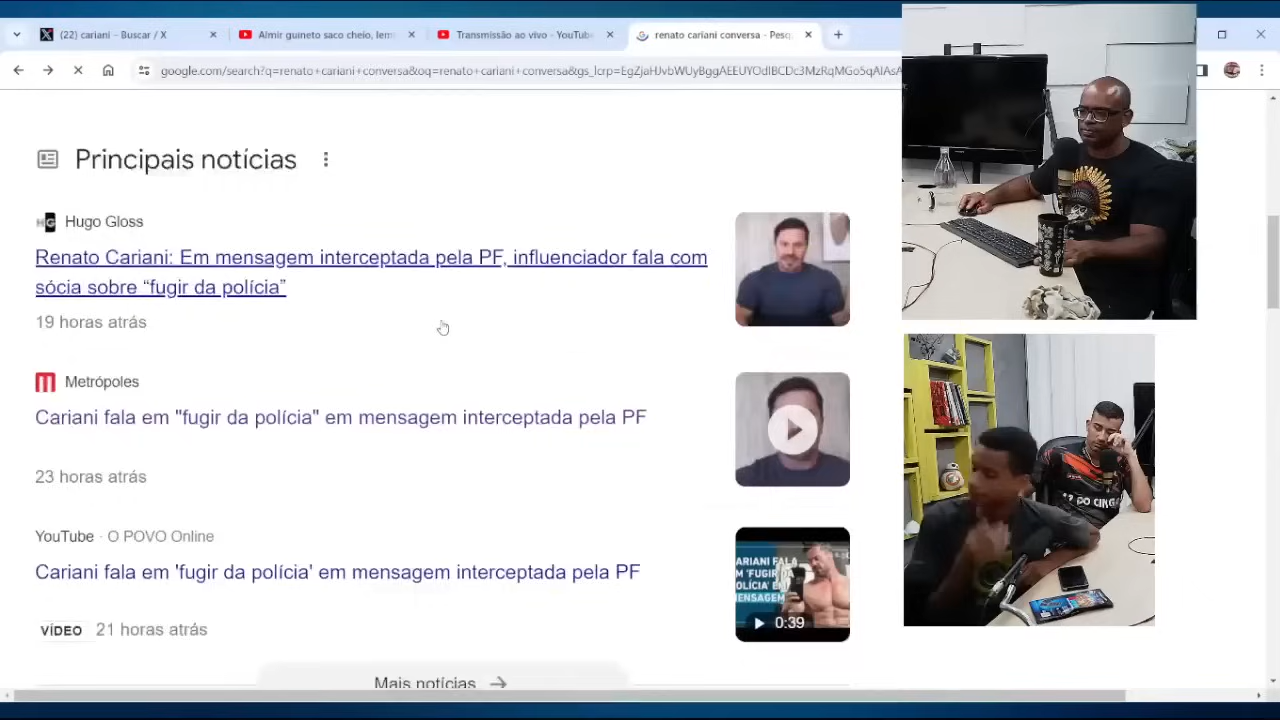 (22) cariani – Buscar / X
Almir guineto saco cheio, lem
Transmissão ao vivo - YouTube
renato cariani conversa - Pesq
google.com/search?q=renato+cariani+conversa&oq=renato+cariani+conversa&gs_lcrp=
Principais notícias
HG Hugo Gloss
Renato Cariani: Em mensagem interceptada pela PF, influenciador fala com
sócia sobre “fugir da polícia”
19 horas atrás
Metrópoles
Cariani fala em "fugir da polícia" em mensagem interceptada pela PF
23 horas atrás
YouTube · O POVO Online
Cariani fala em 'fugir da polícia' em mensagem interceptada pela PF
VÍDEO 21 horas atrás
CARIANI FALA
EM 'FUGIR DA
POLÍCIA' EM
MENSAGEM
0:39
Mais notícias